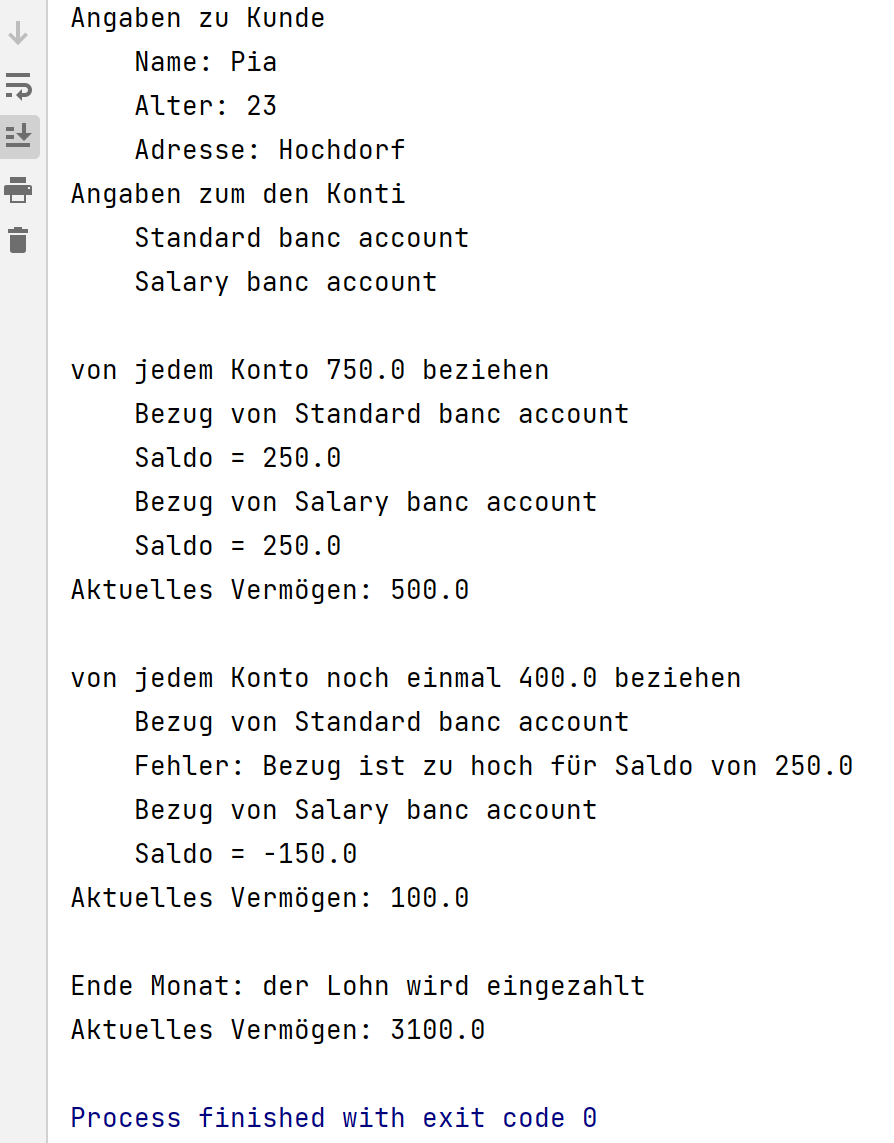 Angaben zu Kunde
Name: Pia
Alter: 23
Adresse: Hochdorf
Angaben zum den Konti
Standard banc account
Salary banc account
von jedem Konto 750.0 beziehen
Bezug von Standard banc account
Saldo = 250.0
Bezug von Salary banc account
Saldo = 250.0
Aktuelles Vermögen: 500.0
von jedem Konto noch einmal 400.0 beziehen
Bezug von Standard banc account
Fehler: Bezug ist zu hoch für Saldo von 250.0
Bezug von Salary banc account
Saldo = -150.0
Aktuelles Vermögen: 100.0
Ende Monat: der Lohn wird eingezahlt
Aktuelles Vermögen: 3100.0
Process finished with exit code 0